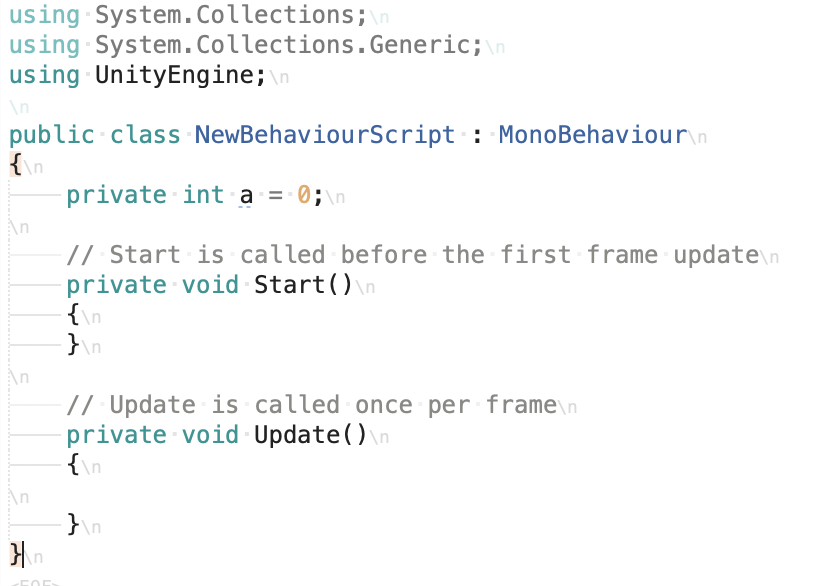 using System.Collections;\n
using System.Collections.Generic;\n
using UnityEngine;\n
\n
public class NewBehaviourScript : MonoBehaviour\n
{\n
private int a = 0;\n
\n
// Start is called before the first frame update\n
private void Start()\n
{\n
}\n
\n
// Update is called once per frame\n
private void Update()\n
{\n
\n
}\n
}\n
<EOF>